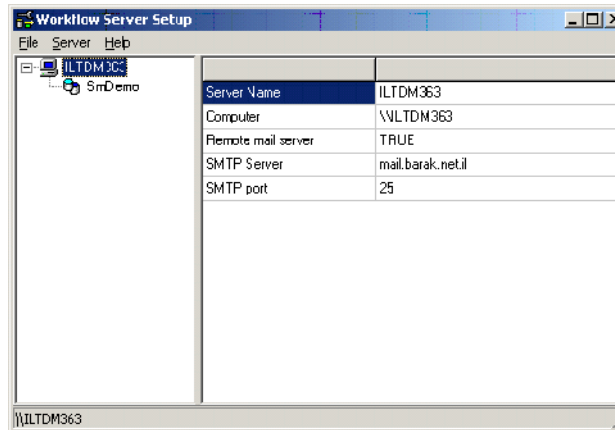 Workflow Server Setup
File Server Help
ILTDM363
SmDemo
Server Name ILTDM363
Computer \\ILTDM363
Remote mail server TRUE
SMTP Server mail.barak.net.il
SMTP port 25
\\ILTDM363